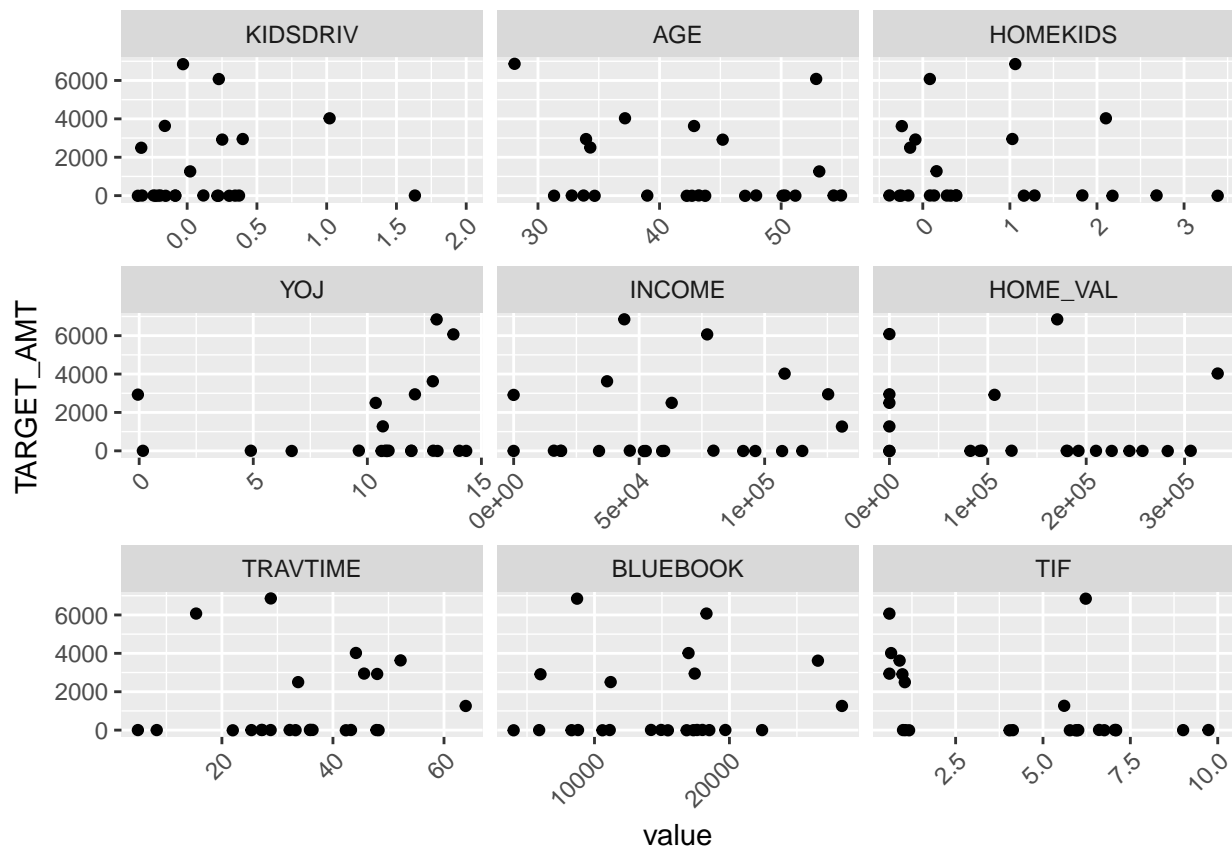 KIDSDRIV AGE HOMEKIDS
6000
4000
2000
0
0.0 0.5 1.0 1.5 2.0 30 40 50 0 1 2 3
YOJ INCOME HOME_VAL
6000
4000
2000
0
0 5 10 15 0e+00 5e+04 1e+05 0e+00 1e+05 2e+05 3e+05
TARGET_AMT
TRAVTIME BLUEBOOK TIF
6000
4000
2000
0
20 40 60 10000 20000 2.5 5.0 7.5 10.0
value